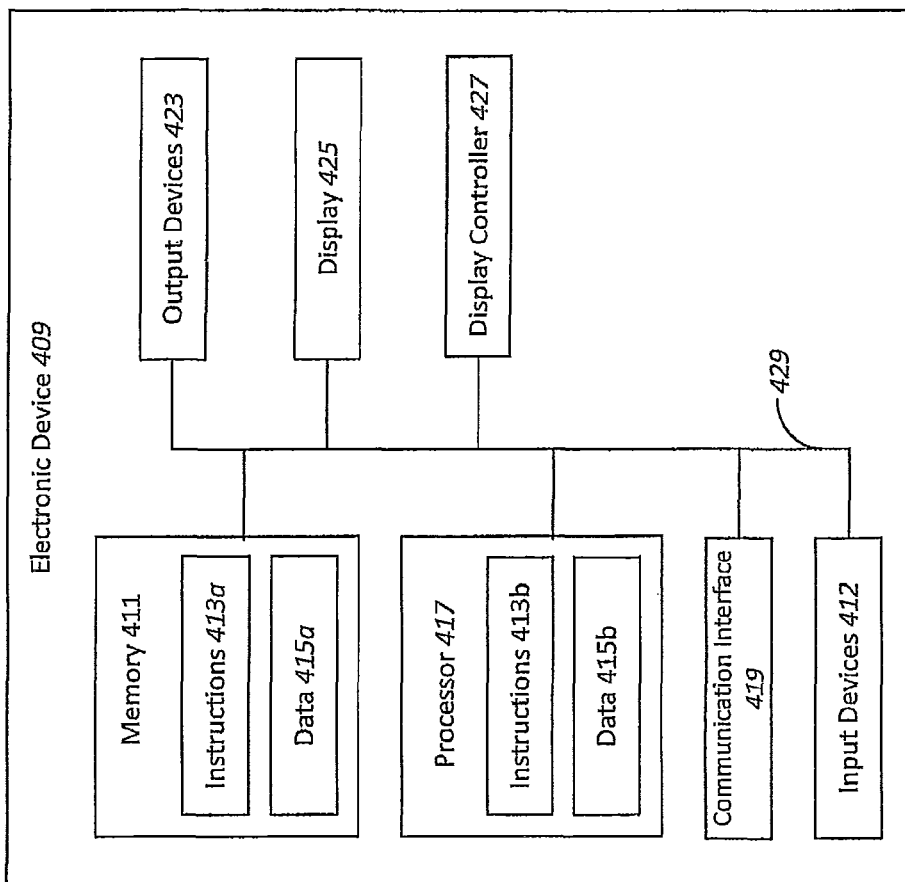 Electronic Device 409
Memory 411
Instructions 413a
Data 415a
Processor 417
Instructions 413b
Data 415b
Communication Interface
419
Input Devices 412
Output Devices 423
Display 425
Display Controller 427
429